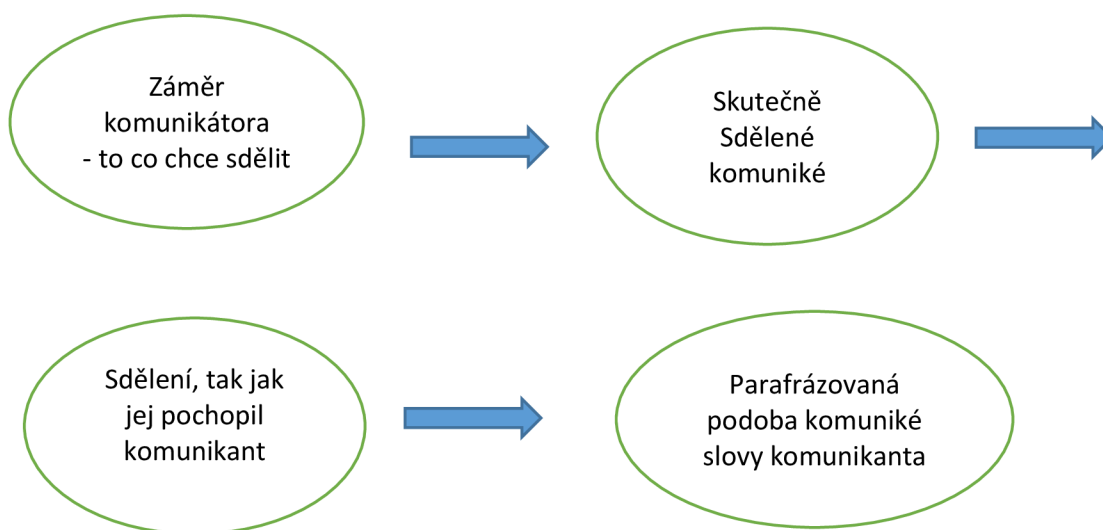 Záměr
komunikátora
- to co chce sdělit
Skutečně
Sdělené
komuniké
Sdělení, tak jak
jej pochopil
komunikant
Parafrázovaná
podoba komuniké
slovy komunikanta